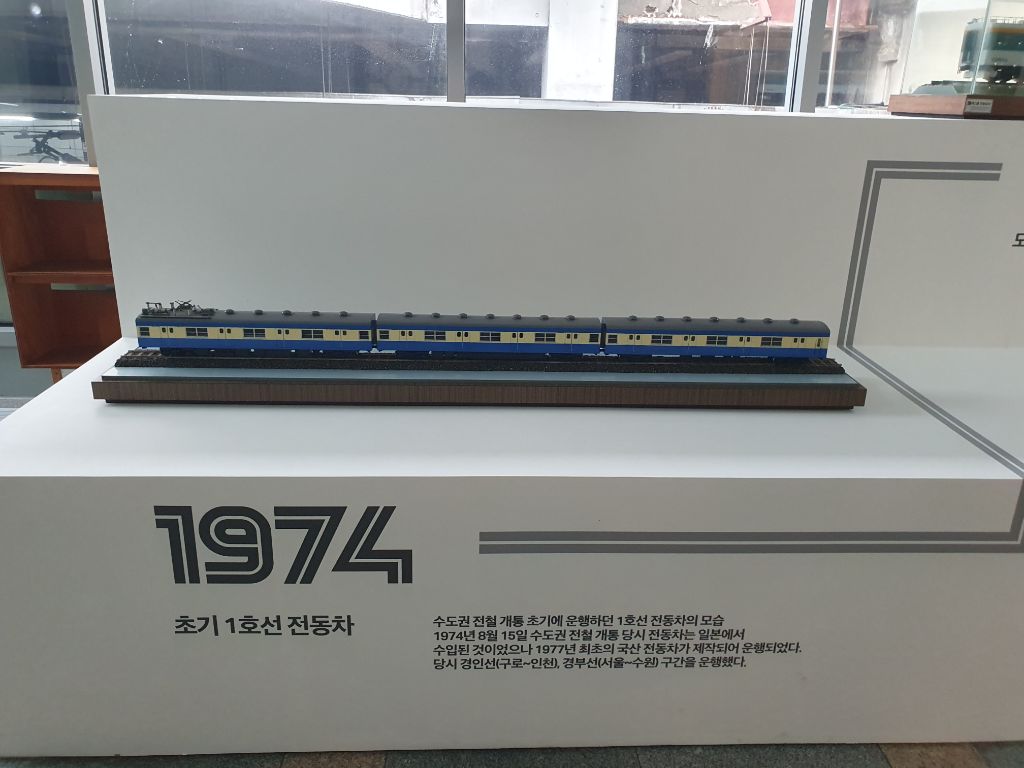 1974
초기 1호선 전동차
수도권 전철 개통 초기에 운행하던 1호선 전동차의 모습
1974년 8월 15일 수도권 전철 개통 당시 전동차는 일본에서
수입된 것이었으나 1977년 최초의 국산 전동차가 제작되어 운행되었다.
당시 경인선(구로~인천), 경부선(서울~수원) 구간을 운행했다.